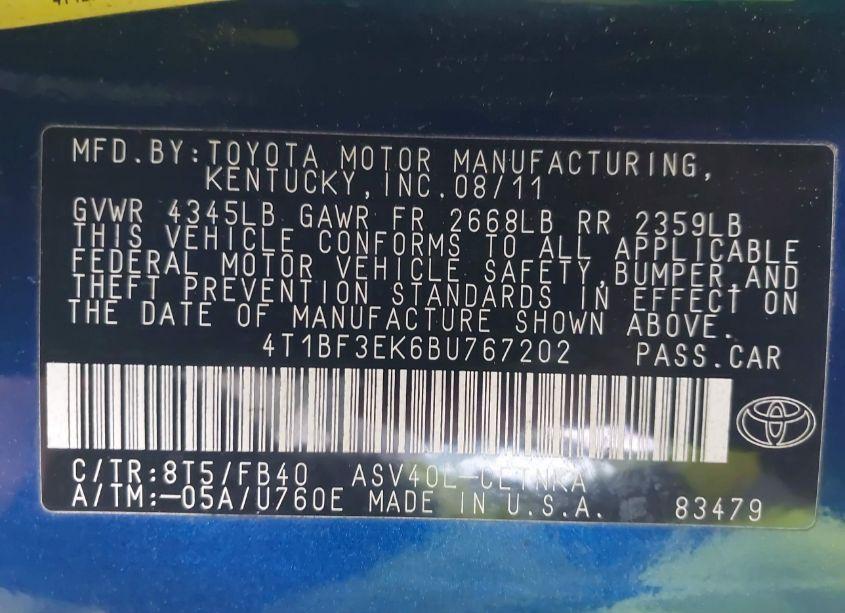 MFD.BY:TOYOTA MOTOR MANUFACTURING,
KENTUCKY,INC.08/11
GVWR 4345LB GAWR FR 2668LB RR 2359LB
THIS VEHICLE CONFORMS TO ALL APPLICABLE
FEDERAL MOTOR VEHICLE SAFETY,BUMPER,AND
THEFT PREVENTION STANDARDS IN EFFECT ON
THE DATE OF MANUFACTURE SHOWN ABOVE.
4T1BF3EK6BU767202 PASS.CAR
C/TR:8T5/FB40 ASV40L-CETNKA
A/TM:-05A/U760E MADE IN U.S.A. 83479